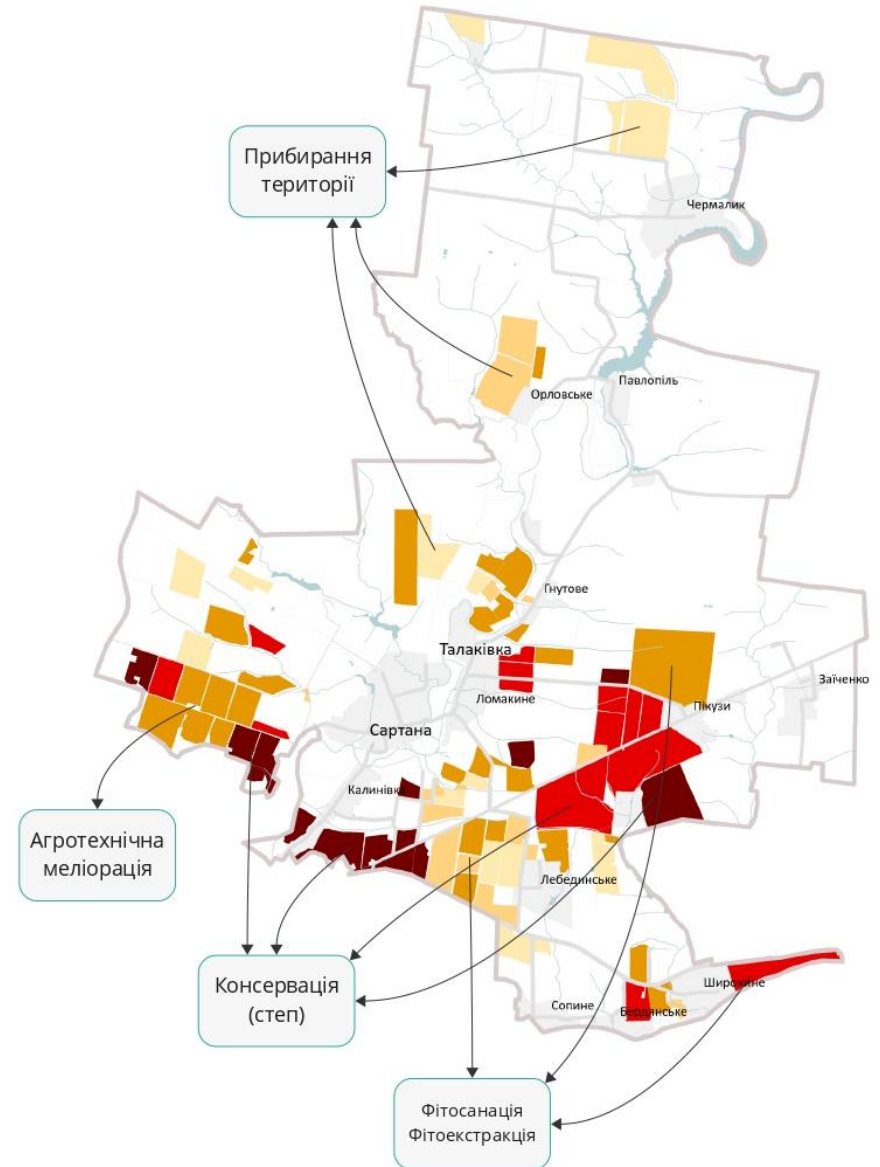 Прибирання
території
Чермалик
Павлопіль
Орловське
Гнутове
Талаківка
Заїченко
Ломакине
Пікузи
Сартана
Калинівк
Агротехнічна
меліорація
Лебединське
Консервація
(степ)
Широкине
Сопине
Бердянське
Фітосанація
Фітоекстракція